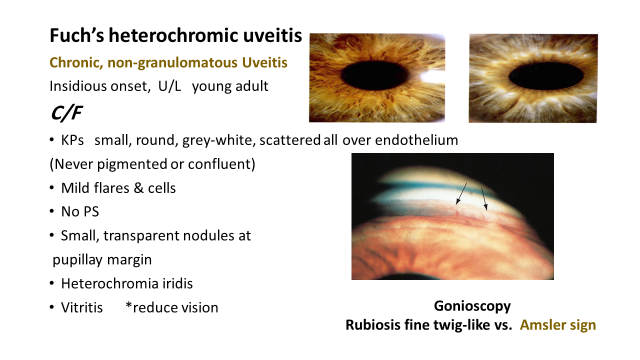 Fuch's heterochromic uveitis
Chronic, non-granulomatous Uveitis
Insidious onset, U/L young adult
C/F
• KPs small, round, grey-white, scattered all over endothelium
(Never pigmented or confluent)
• Mild flares & cells
• No PS
• Small, transparent nodules at
pupillay margin
• Heterochromia iridis
• Vitritis *reduce vision
Gonioscopy
Rubiosis fine twig-like vs. Amsler sign